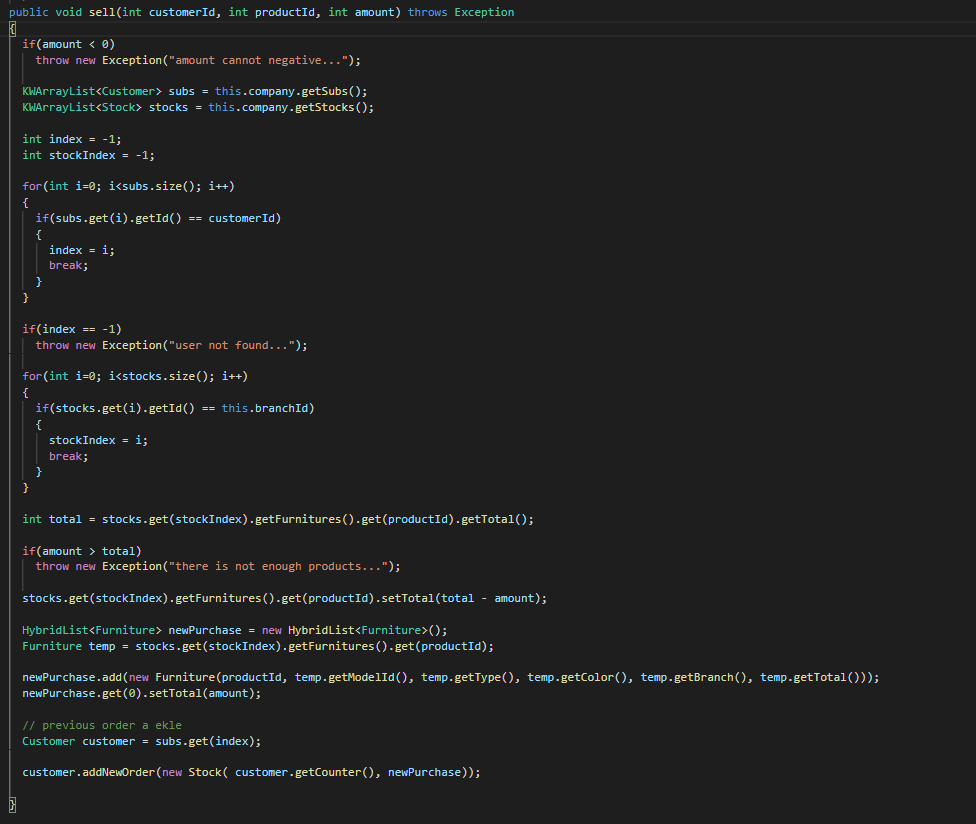 public void sell(int customerId, int productId, int amount) throws Exception
{
if(amount < 0)
throw new Exception("amount cannot negative...");
KWArrayList<Customer> subs = this.company.getSubs();
KWArrayList<Stock> stocks = this.company.getStocks();
int index = -1;
int stockIndex = -1;
for(int i=0; i<subs.size(); i++)
{
if(subs.get(i).getId() == customerId)
{
index = i;
break;
}
}
if(index == -1)
throw new Exception("user not found...");
for(int i=0; i<stocks.size(); i++)
{
if(stocks.get(i).getId() == this.branchId)
{
stockIndex = i;
break;
}
}
int total = stocks.get(stockIndex).getFurnitures().get(productId).getTotal();
if(amount > total)
throw new Exception("there is not enough products...");
stocks.get(stockIndex).getFurnitures().get(productId).setTotal(total - amount);
HybridList<Furniture> newPurchase = new HybridList<Furniture>();
Furniture temp = stocks.get(stockIndex).getFurnitures().get(productId);
newPurchase.add(new Furniture(productId, temp.getModelId(), temp.getType(), temp.getColor(), temp.getBranch(), temp.getTotal()));
newPurchase.get(0).setTotal(amount);
// previous order a ekle
Customer customer = subs.get(index);
customer.addNewOrder(new Stock( customer.getCounter(), newPurchase));
}